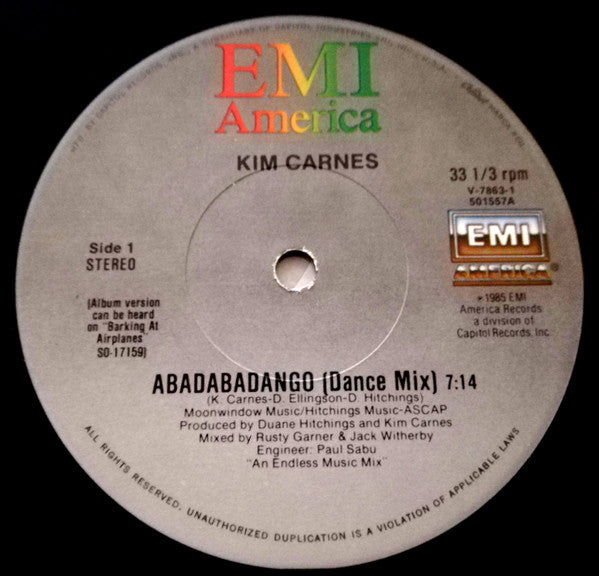 EMI
America
KIM CARNES
33 1/3 rpm
V-7863-1
501557A
EMI
AMERICA®
℗1985 EMI
America Records
a division of
Capitol Records, Inc.
Side 1
STEREO
(Album version
can be heard
on "Barking At
Airplanes"
SO-17159)
ABADABADANGO (Dance Mix) 7:14
(K. Carnes-D. Ellingson-D. Hitchings)
Moonwindow Music/Hitchings Music-ASCAP
Produced by Duane Hitchings and Kim Carnes
Mixed by Rusty Garner & Jack Witherby
Engineer: Paul Sabu
"An Endless Music Mix"
ALL RIGHTS RESERVED. UNAUTHORIZED DUPLICATION IS A VIOLATION OF APPLICABLE LAWS